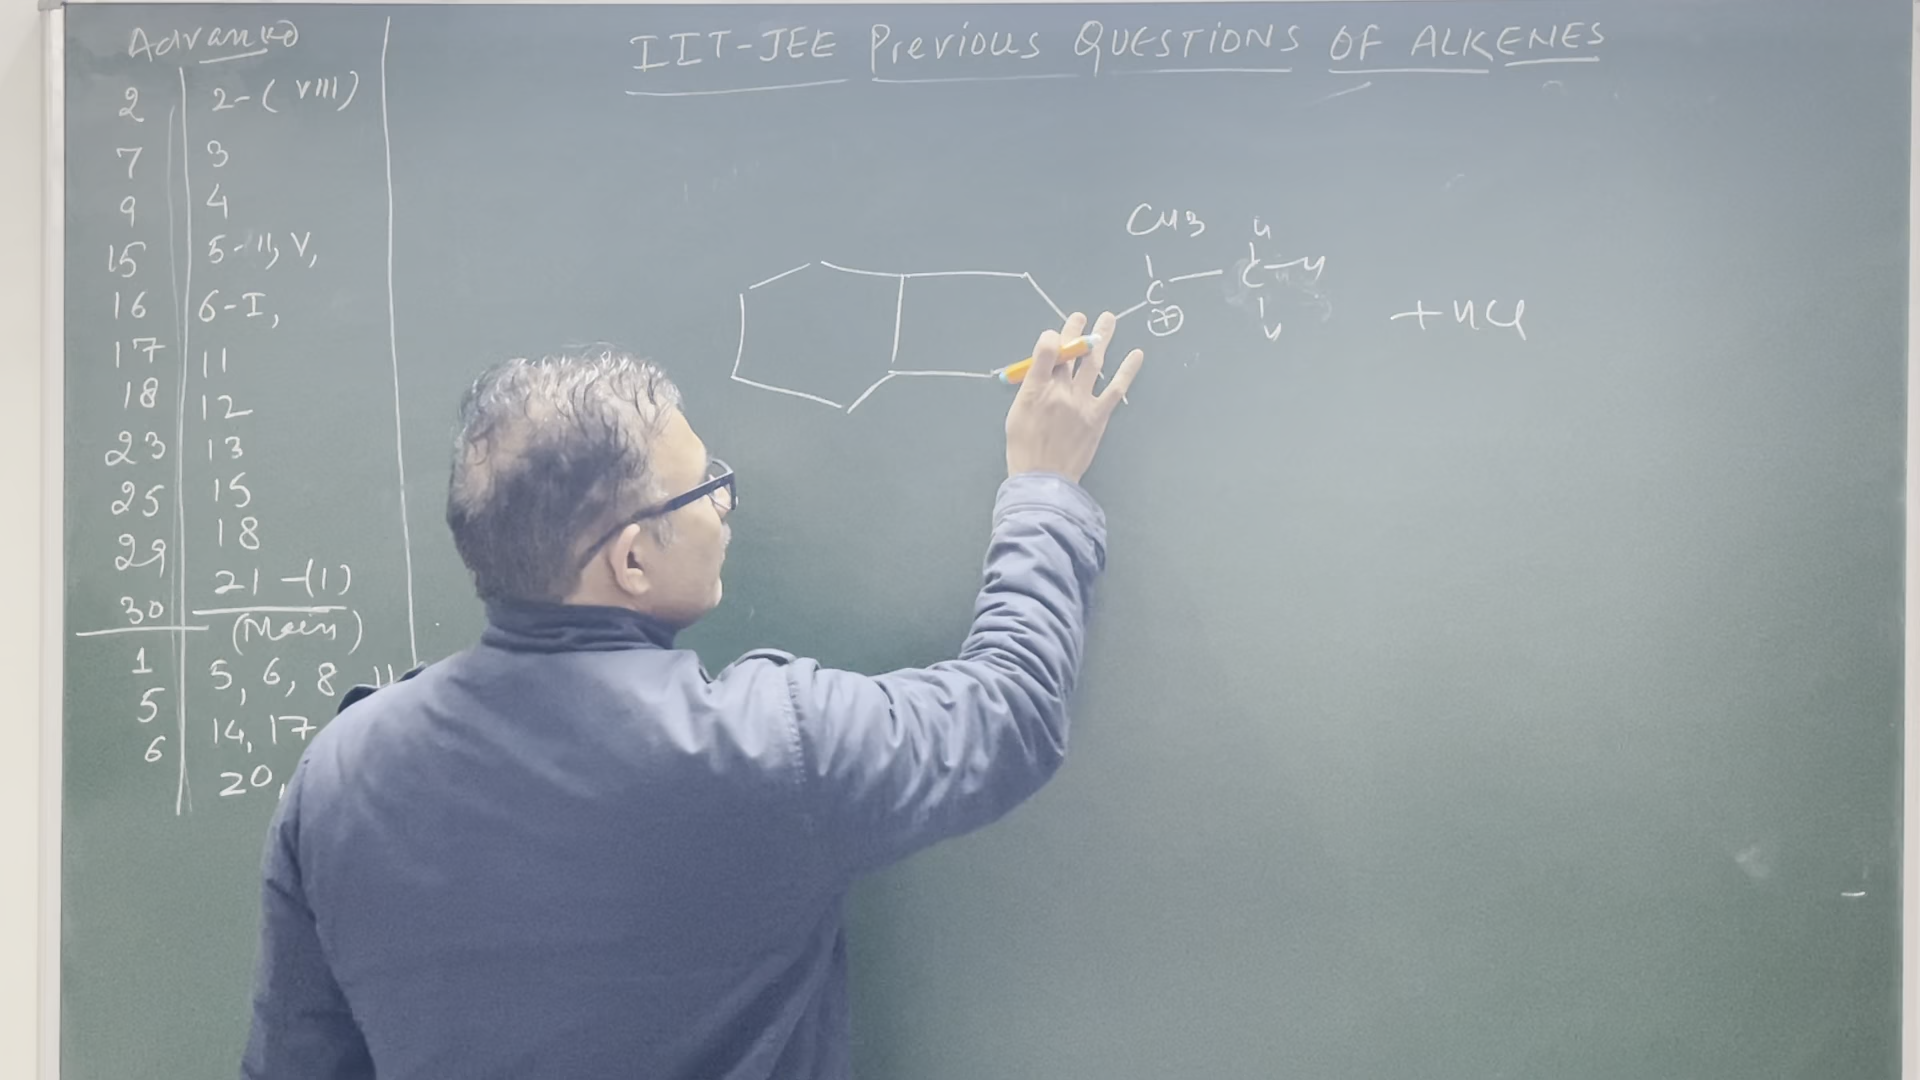 IIT-JEE Previous QUESTIONS OF ALKENES
Advanced
2 2-(VIII)
7 3
9 4
15 5-II, V,
16 6-I,
17 11
18 12
23 13
25 15
29 18
30 21-(1)
(Main)
1 5, 6, 8
5 14, 17
6 20,
CH3
H
C C H
⊕ H
+ HCl